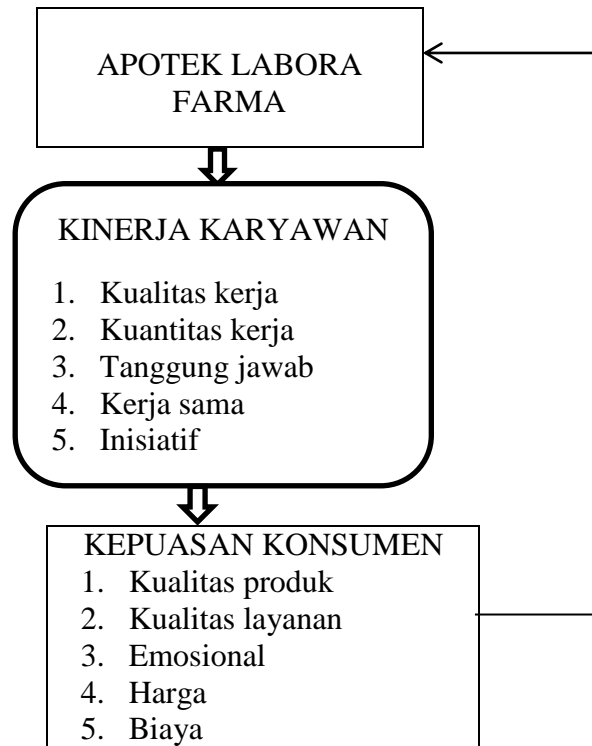 APOTEK LABORA
FARMA
KINERJA KARYAWAN
1. Kualitas kerja
2. Kuantitas kerja
3. Tanggung jawab
4. Kerja sama
5. Inisiatif
KEPUASAN KONSUMEN
1. Kualitas produk
2. Kualitas layanan
3. Emosional
4. Harga
5. Biaya